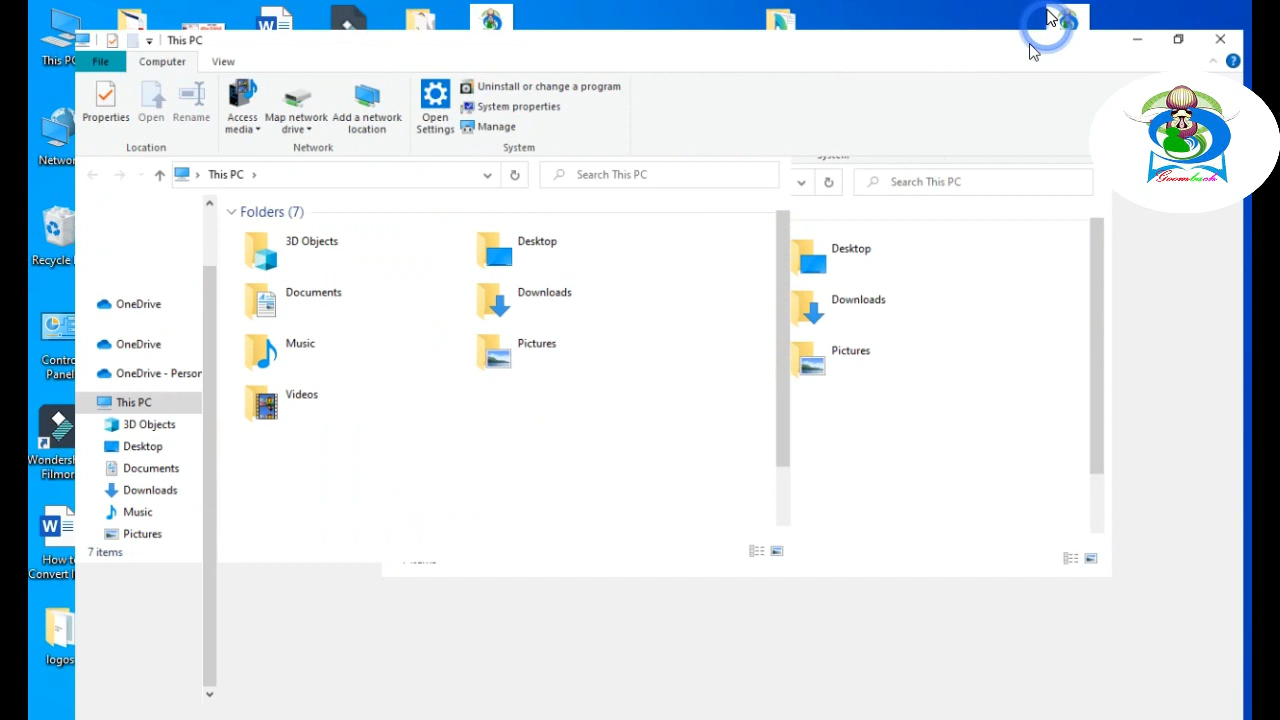 This PC
File
Computer
View
Properties
Open
Rename
Access media
Map network drive
Add a network location
Open Settings
Uninstall or change a program
System properties
Manage
Location
Network
System
This PC
Search This PC
Search This PC
Folders (7)
3D Objects
Desktop
Documents
Downloads
Music
Pictures
Videos
Desktop
Downloads
Pictures
OneDrive
OneDrive
OneDrive - Person
This PC
3D Objects
Desktop
Documents
Downloads
Music
Pictures
7 items
This PC
Network
Recycle
Control
Panel
Wondersh
Filmor
How to
Convert
logos
Goombuck